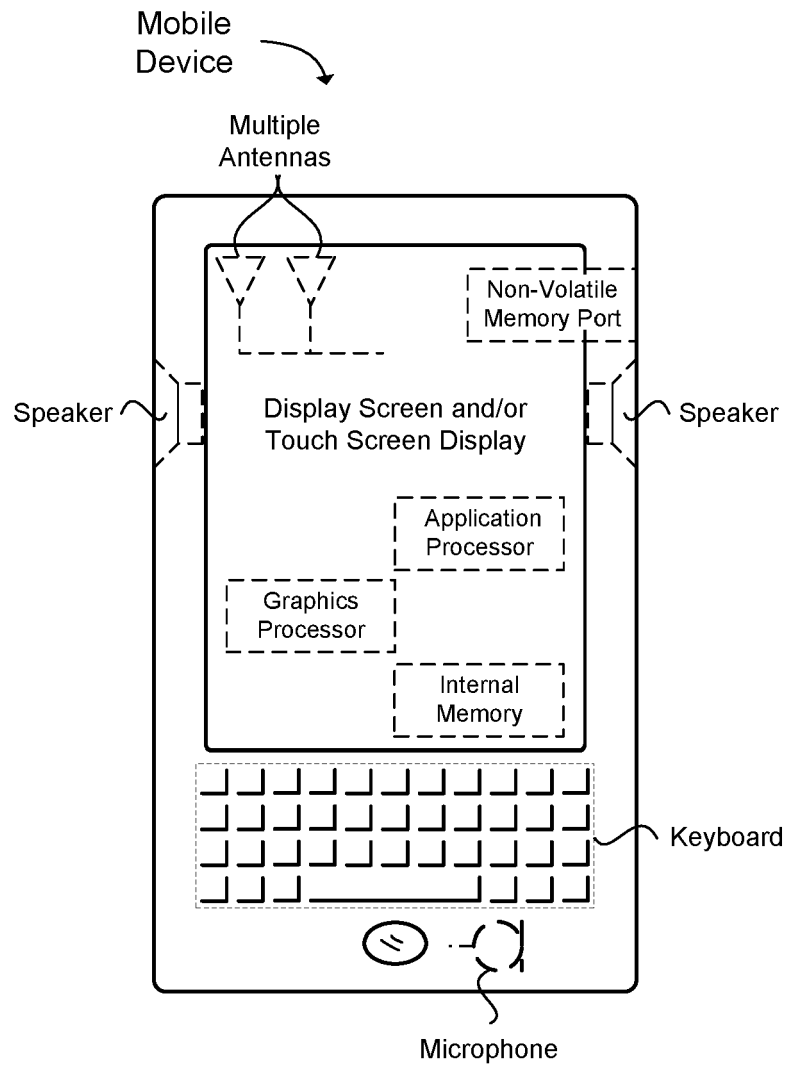 Mobile
Device
Multiple
Antennas
Non-Volatile
Memory Port
Speaker
Display Screen and/or
Touch Screen Display
Speaker
Application
Processor
Graphics
Processor
Internal
Memory
Keyboard
Microphone